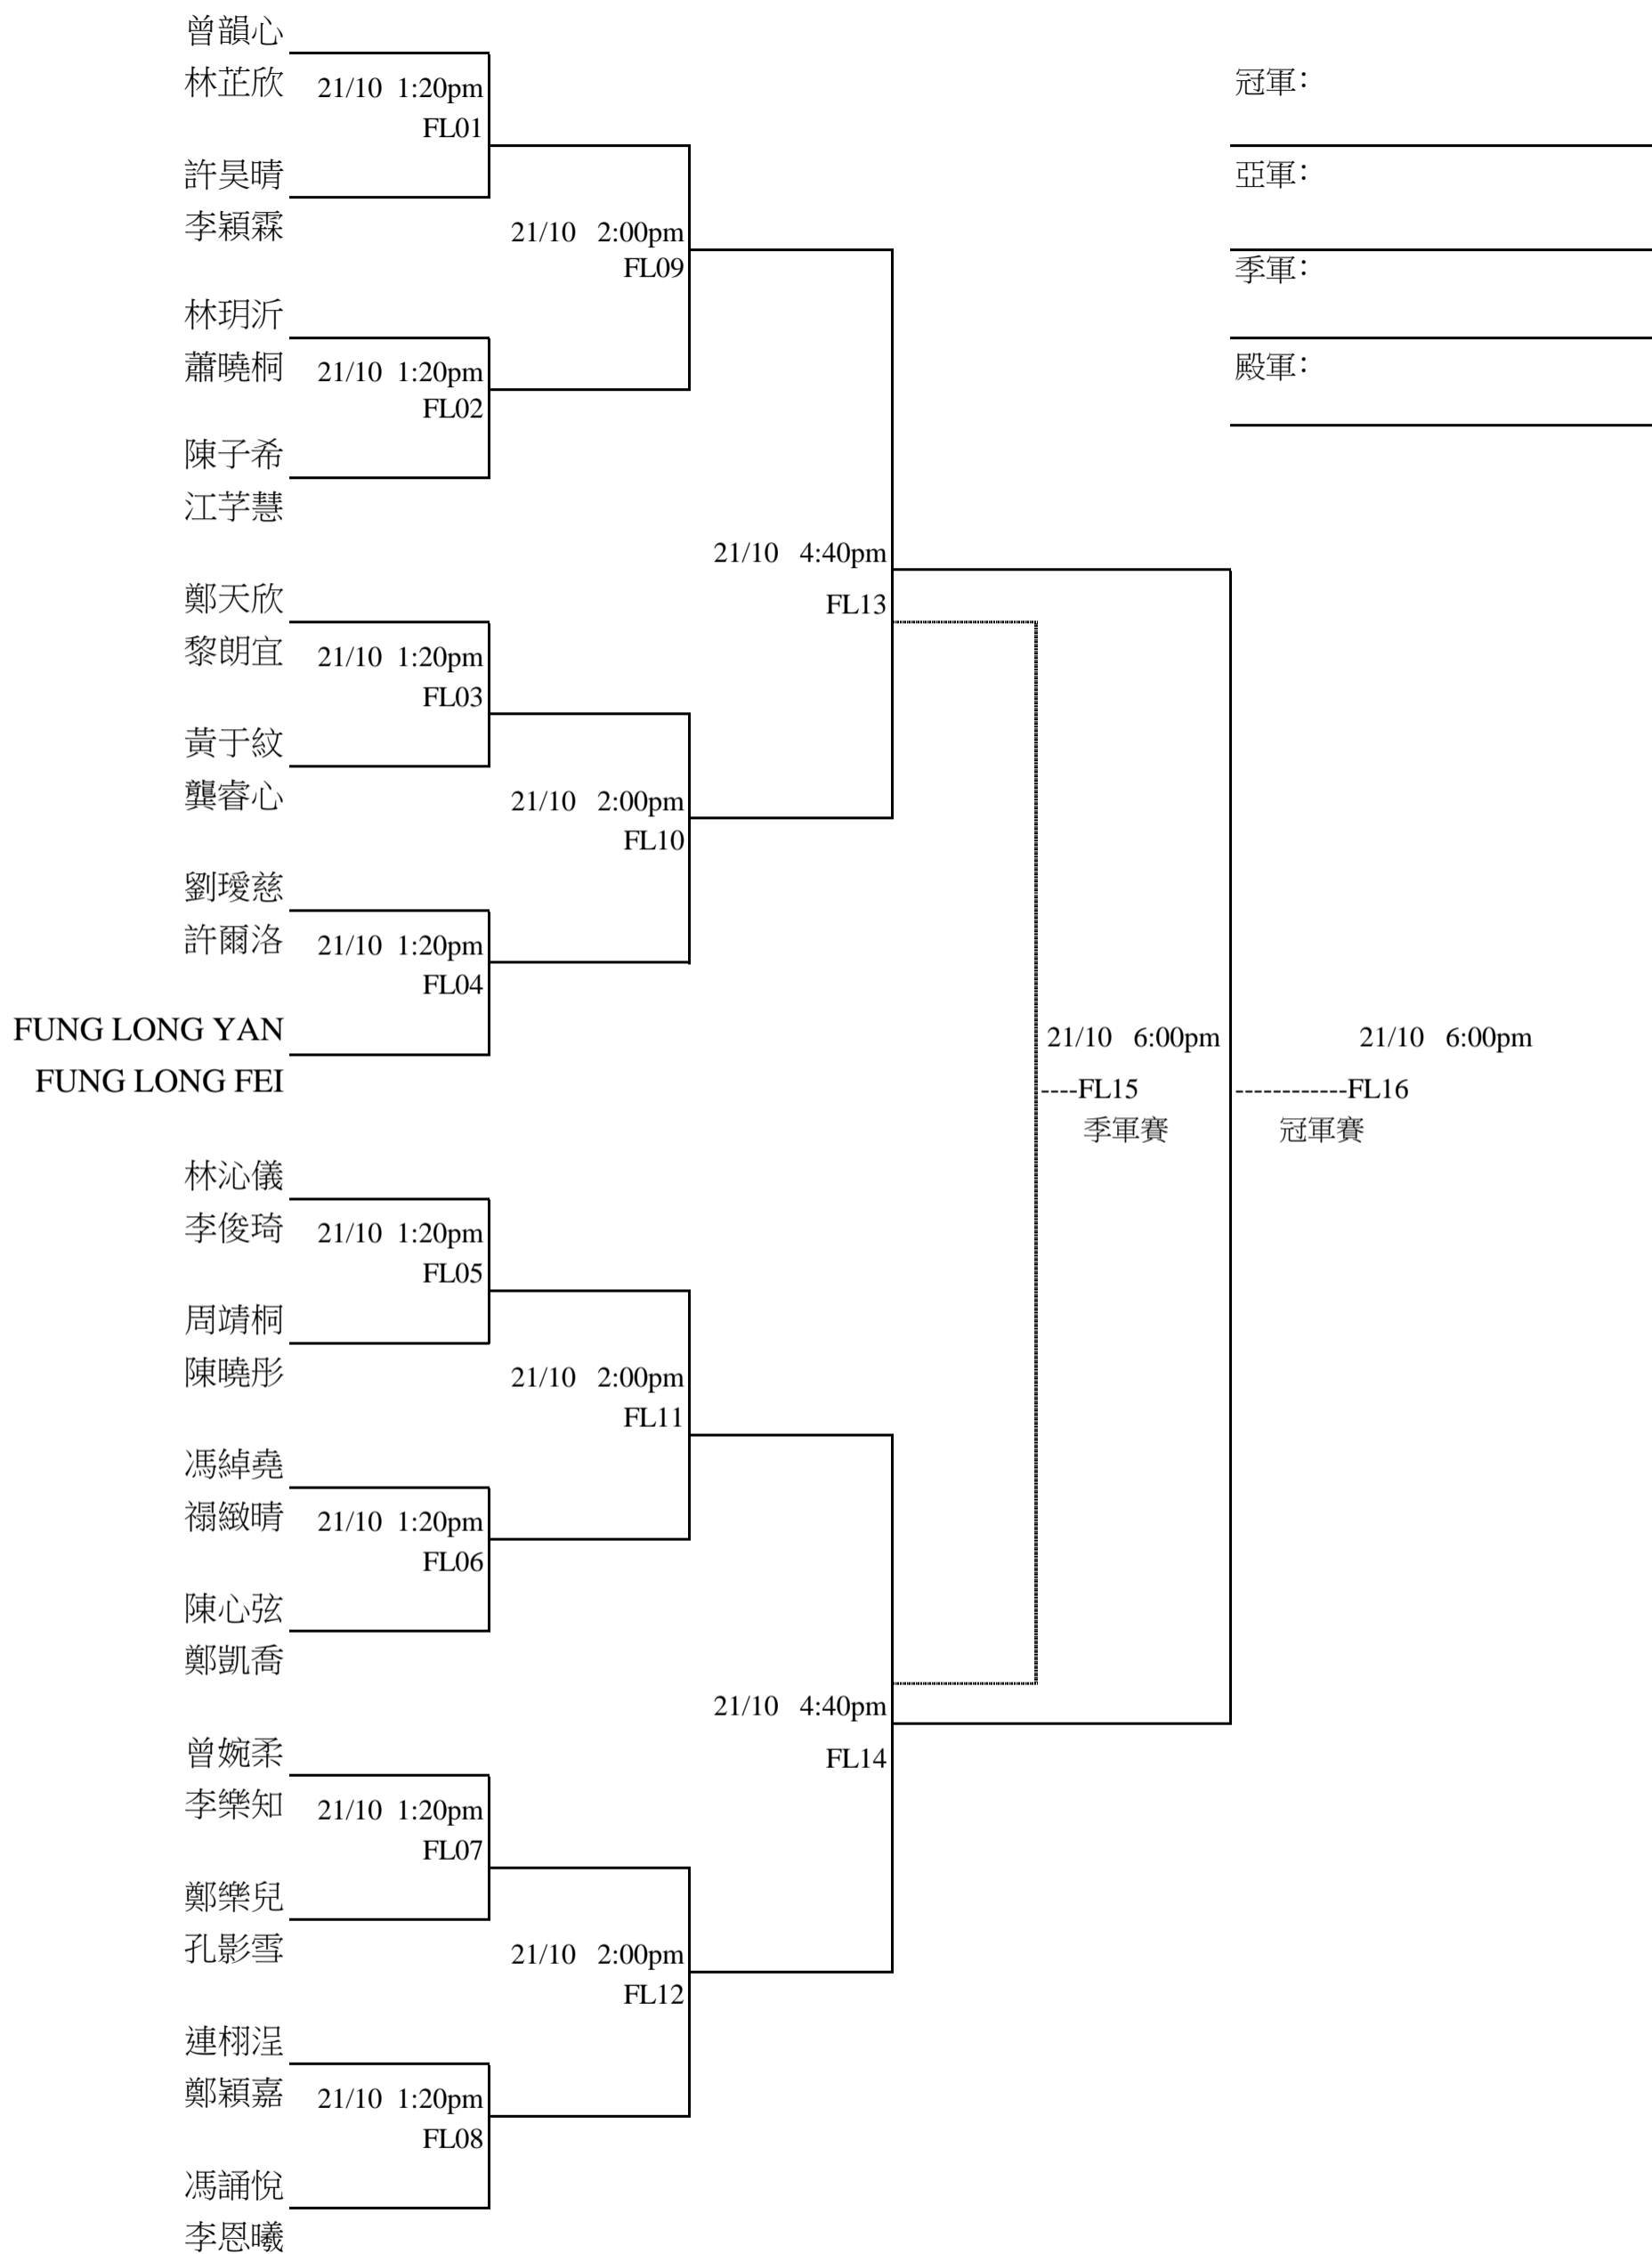 曾韻心
林芷欣
21/10 1:20pm
FL01
許昊晴
李穎霖
21/10 2:00pm
FL09
林玥沂
蕭曉桐
21/10 1:20pm
FL02
陳子希
江芓慧
21/10 4:40pm
FL13
鄭天欣
黎朗宜
21/10 1:20pm
FL03
黃于紋
龔睿心
21/10 2:00pm
FL10
劉璦慈
許爾洛
21/10 1:20pm
FL04
FUNG LONG YAN
FUNG LONG FEI
冠軍：
亞軍：
季軍：
殿軍：
21/10 6:00pm
----FL15
季軍賽
21/10 6:00pm
------------FL16
冠軍賽
林沁儀
李俊琦
21/10 1:20pm
FL05
周靖桐
陳曉彤
21/10 2:00pm
FL11
馮綽堯
禤緻晴
21/10 1:20pm
FL06
陳心弦
鄭凱喬
21/10 4:40pm
FL14
曾婉柔
李樂知
21/10 1:20pm
FL07
鄭樂兒
孔影雪
21/10 2:00pm
FL12
連栩浧
鄭穎嘉
21/10 1:20pm
FL08
馮誦悅
李恩曦